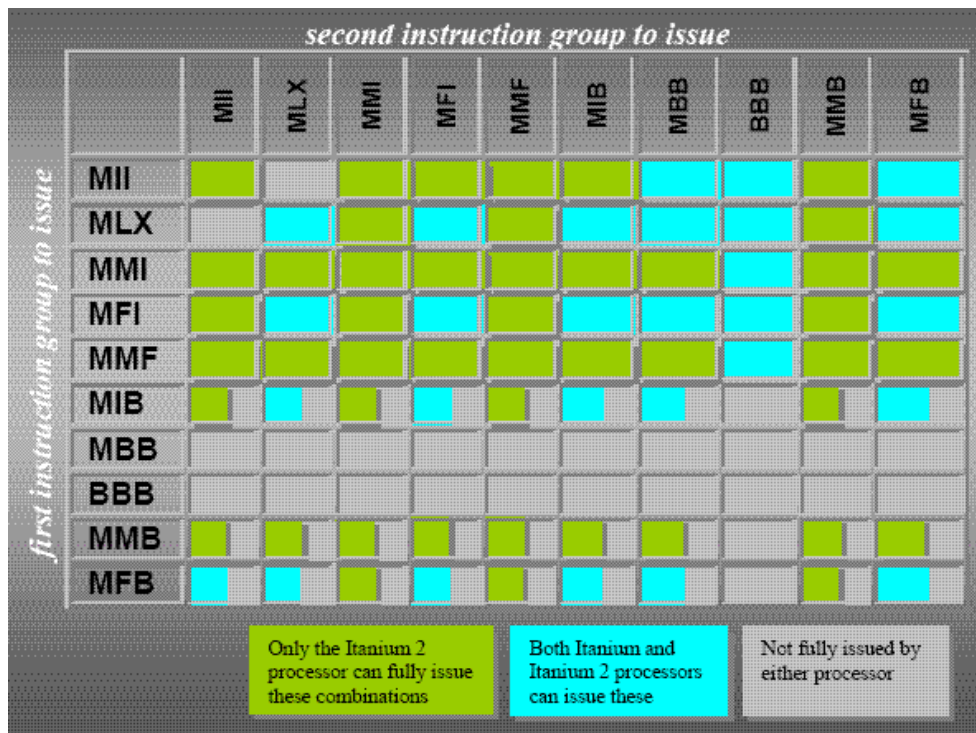 second instruction group to issue
MII MLX MMI MFI MMF MIB MBB BBB MMB MFB
first instruction group to issue
MII
MLX
MMI
MFI
MMF
MIB
MBB
BBB
MMB
MFB
Only the Itanium 2
processor can fully issue
these combinations
Both Itanium and
Itanium 2 processors
can issue these
Not fully issued by
either processor